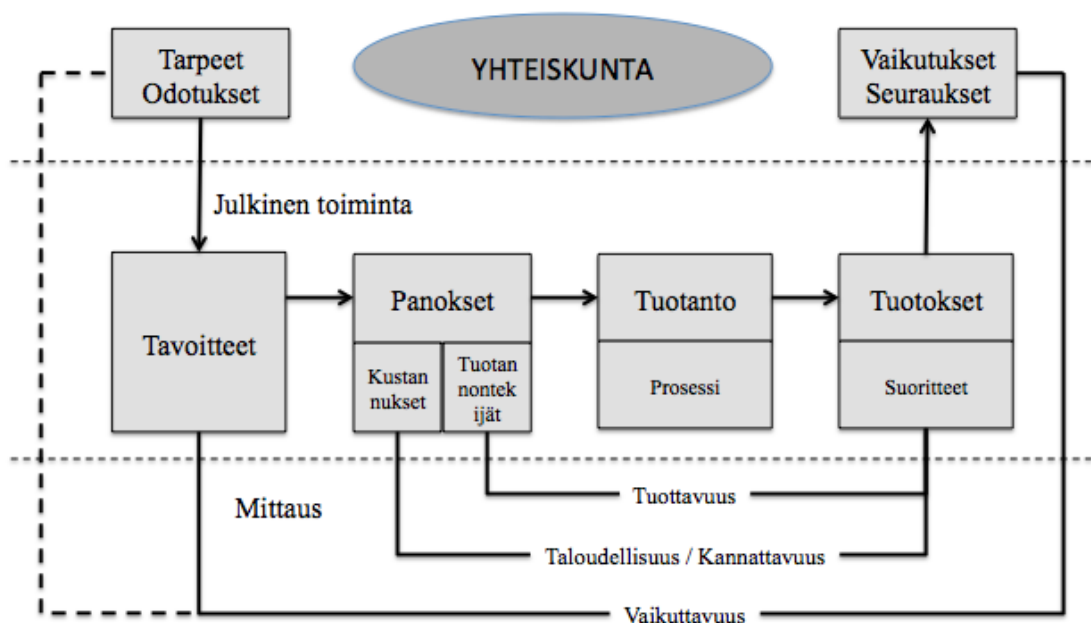 Tarpeet
Odotukset
YHTEISKUNTA
Vaikutukset
Seuraukset
Julkinen toiminta
Tavoitteet
Panokset
Kustan
nukset
Tuotan
nontek
ijät
Tuotanto
Prosessi
Tuotokset
Suoritteet
Mittaus
Tuottavuus
Taloudellisuus / Kannattavuus
Vaikuttavuus